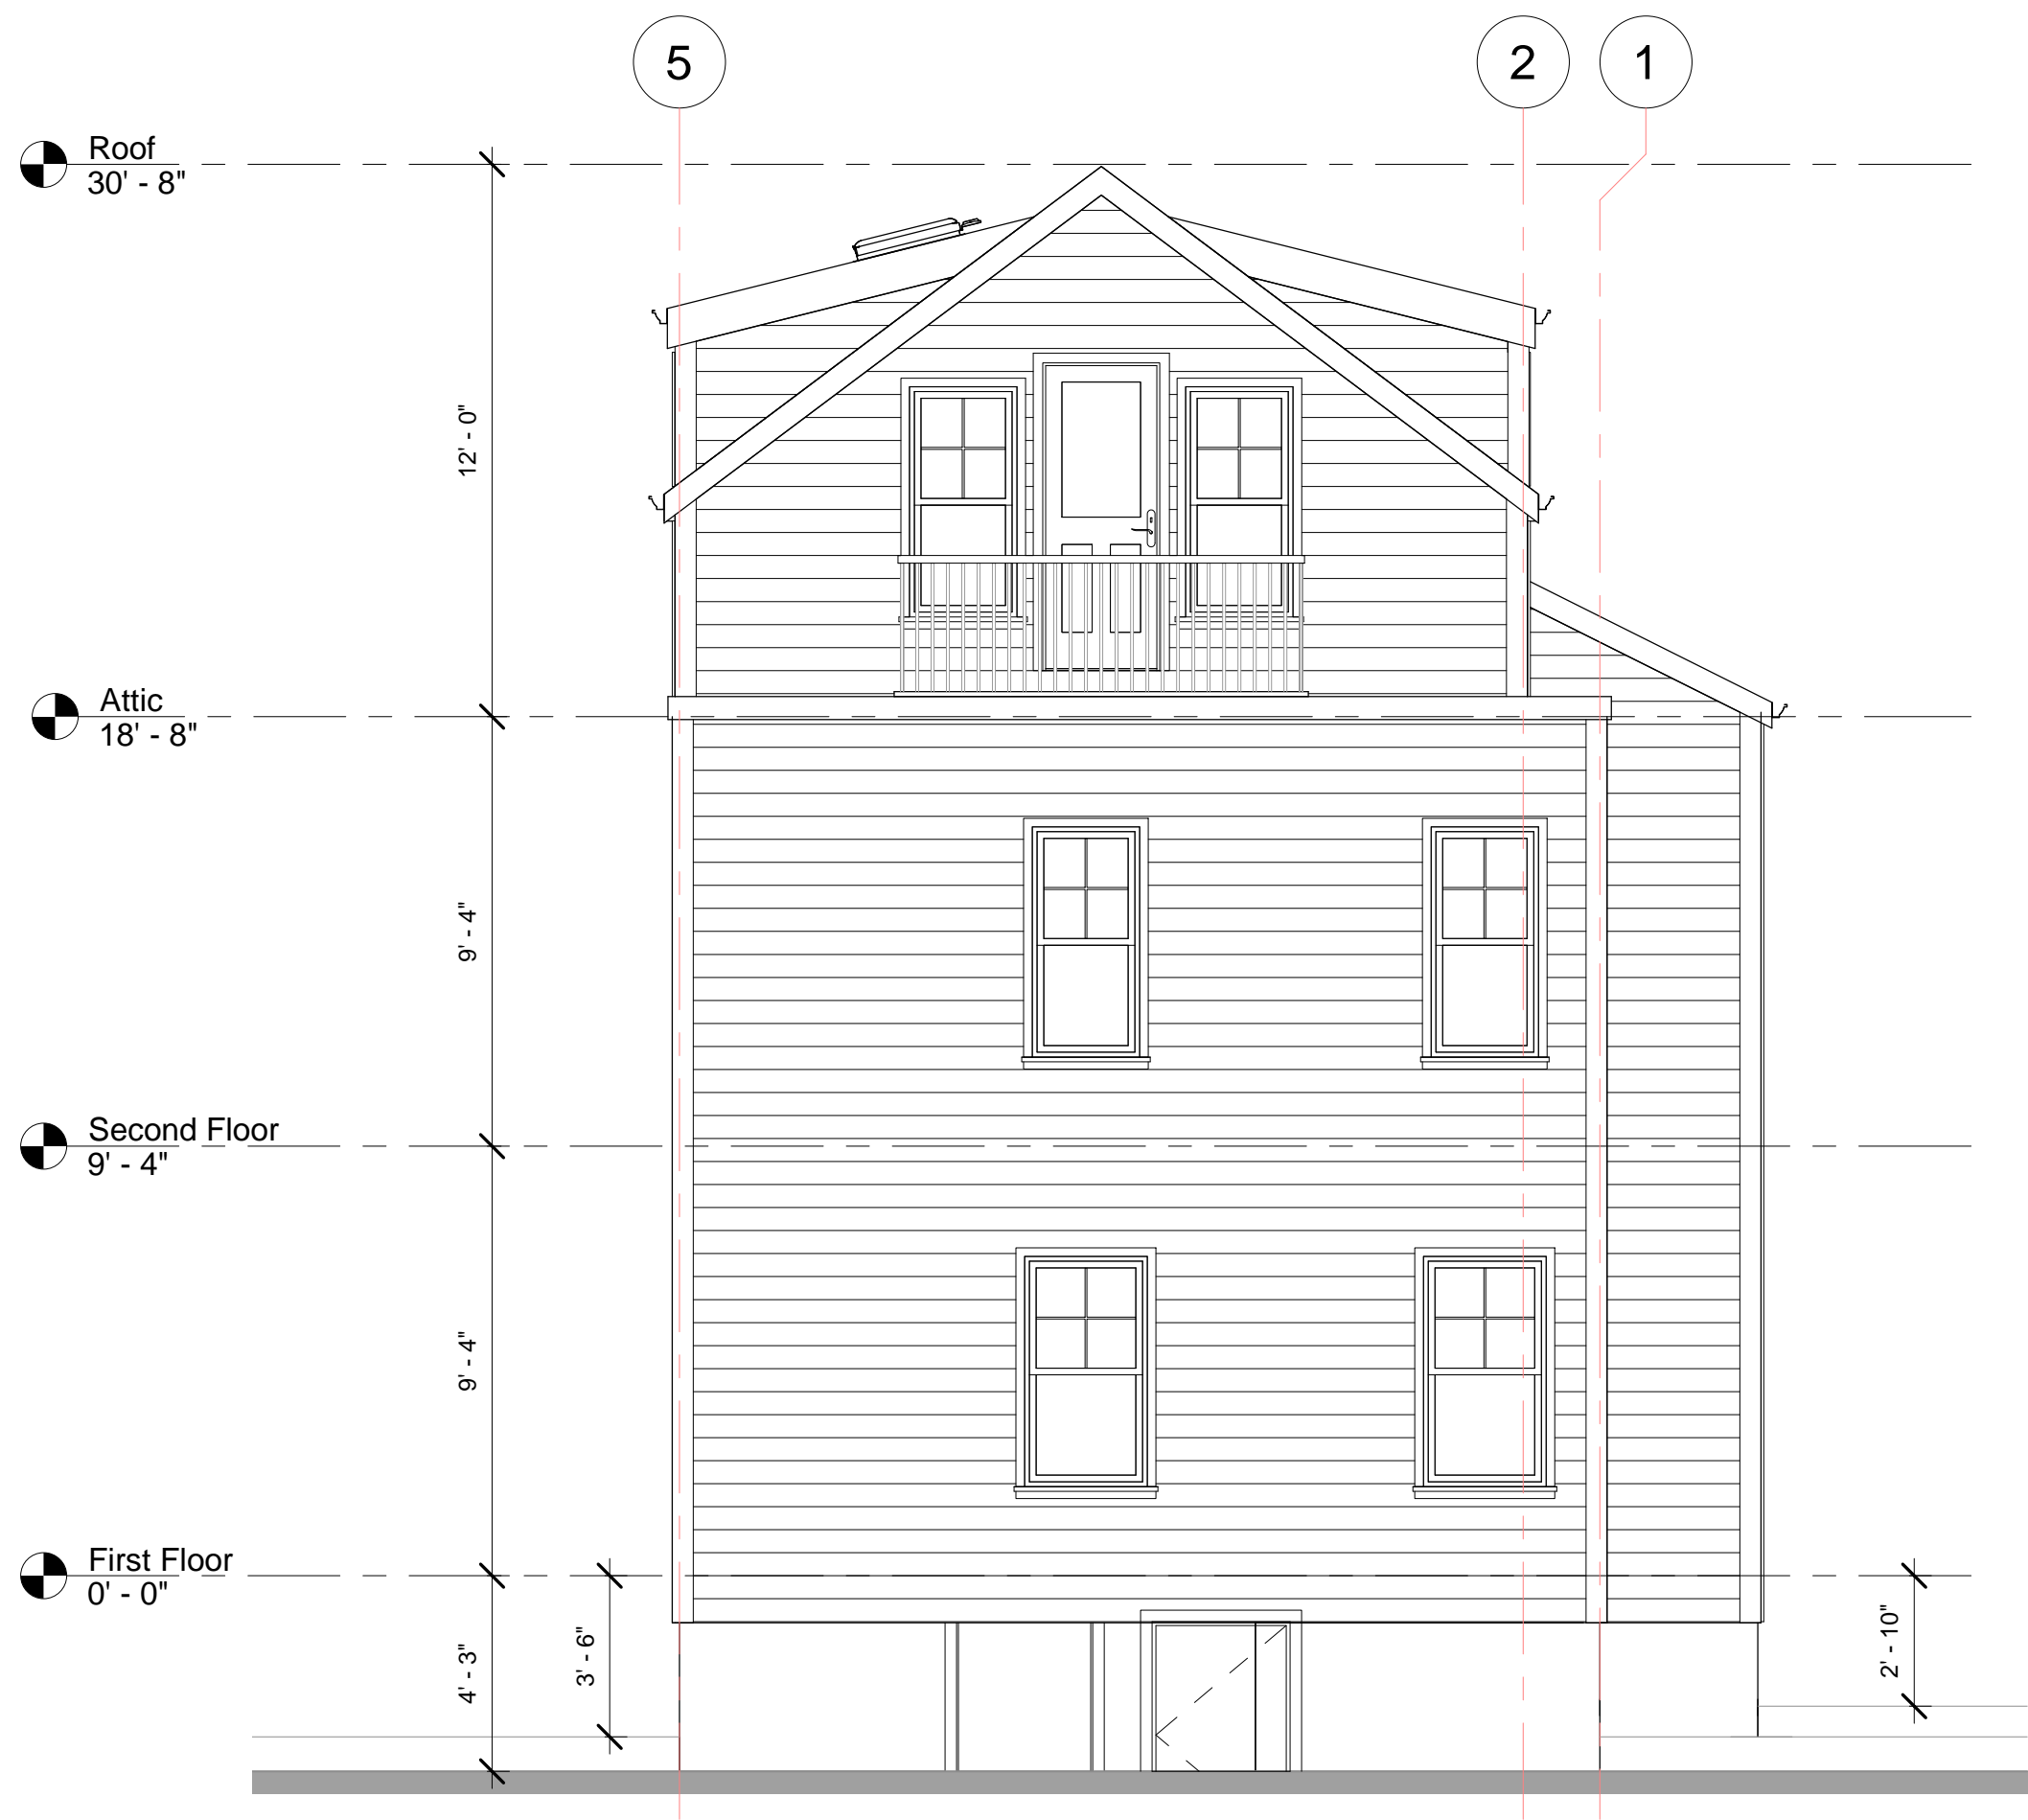 5
2
1
Roof
30' - 8"
12' - 0"
Attic
18' - 8"
9' - 4"
Second Floor
9' - 4"
9' - 4"
First Floor
0' - 0"
4' - 3"
3' - 6"
2' - 10"